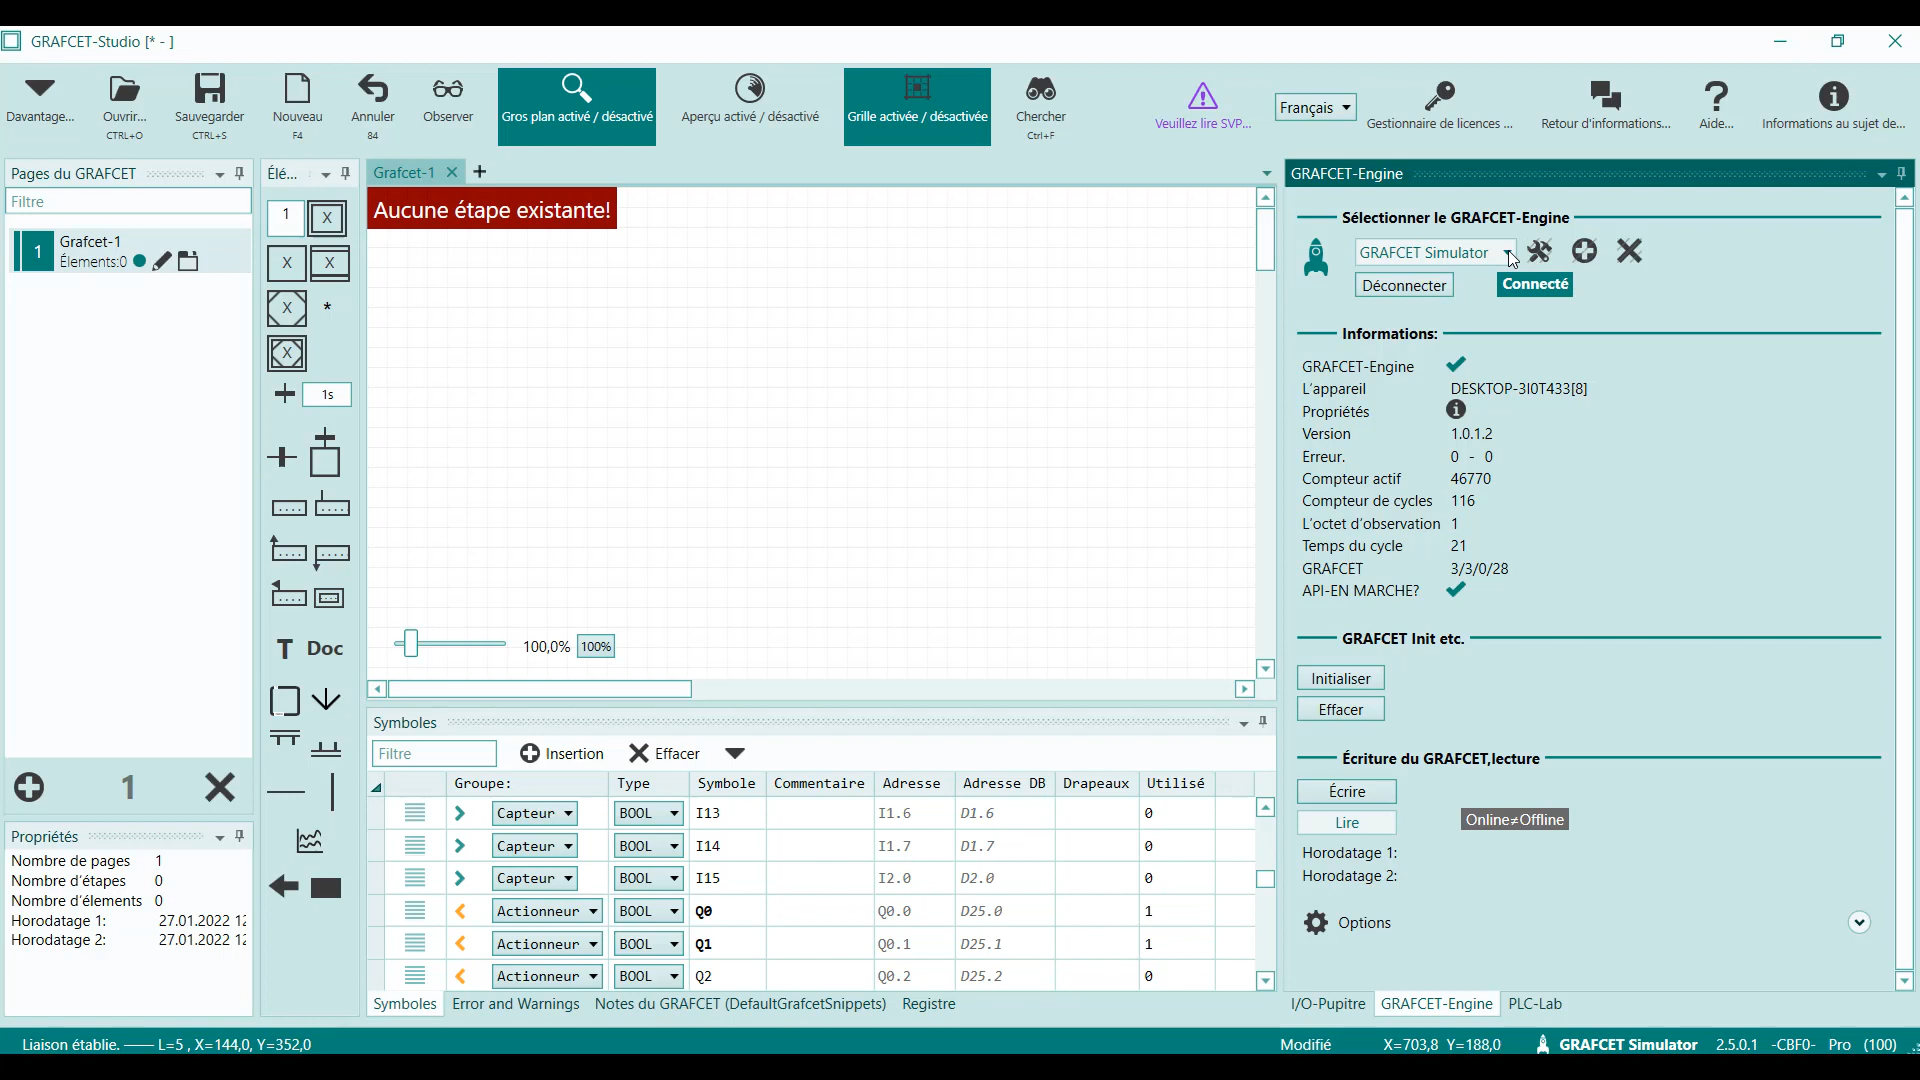 GRAFCET-Studio [* - ]
Davantage...
Ouvrir...
CTRL+O
Sauvegarder
CTRL+S
Nouveau
F4
Annuler
84
Observer
Gros plan activé / désactivé
Aperçu activé / désactivé
Grille activée / désactivée
Chercher
Ctrl+F
Veuillez lire SVP...
Français
Gestionnaire de licences ...
Retour d'informations...
Aide...
Informations au sujet de...
Pages du GRAFCET
Filtre
1
Grafcet-1
Élements:0
1
Propriétés
Nombre de pages 1
Nombre d'étapes 0
Nombre d'élements 0
Horodatage 1: 27.01.2022 12
Horodatage 2: 27.01.2022 12
Élé...
1 X
X X
X *
X
1s
T Doc
Grafcet-1
Aucune étape existante!
100,0% 100%
Symboles
Filtre Insertion Effacer
Groupe: Type Symbole Commentaire Adresse Adresse DB Drapeaux Utilisé
Capteur BOOL I13 I1.6 D1.6 0
Capteur BOOL I14 I1.7 D1.7 0
Capteur BOOL I15 I2.0 D2.0 0
Actionneur BOOL Q0 Q0.0 D25.0 1
Actionneur BOOL Q1 Q0.1 D25.1 1
Actionneur BOOL Q2 Q0.2 D25.2 0
Symboles Error and Warnings Notes du GRAFCET (DefaultGrafcetSnippets) Registre
GRAFCET-Engine
Sélectionner le GRAFCET-Engine
GRAFCET Simulator
Déconnecter Connecté
Informations:
GRAFCET-Engine
L'appareil DESKTOP-3I0T433[8]
Propriétés
Version 1.0.1.2
Erreur. 0 - 0
Compteur actif 46770
Compteur de cycles 116
L'octet d'observation 1
Temps du cycle 21
GRAFCET 3/3/0/28
API-EN MARCHE?
GRAFCET Init etc.
Initialiser
Effacer
Écriture du GRAFCET,lecture
Écrire
Lire Online≠Offline
Horodatage 1:
Horodatage 2:
Options
I/O-Pupitre GRAFCET-Engine PLC-Lab
Liaison établie. —— L=5 , X=144,0, Y=352,0 Modifié X=703,8 Y=188,0 GRAFCET Simulator 2.5.0.1 -CBF0- Pro (100)